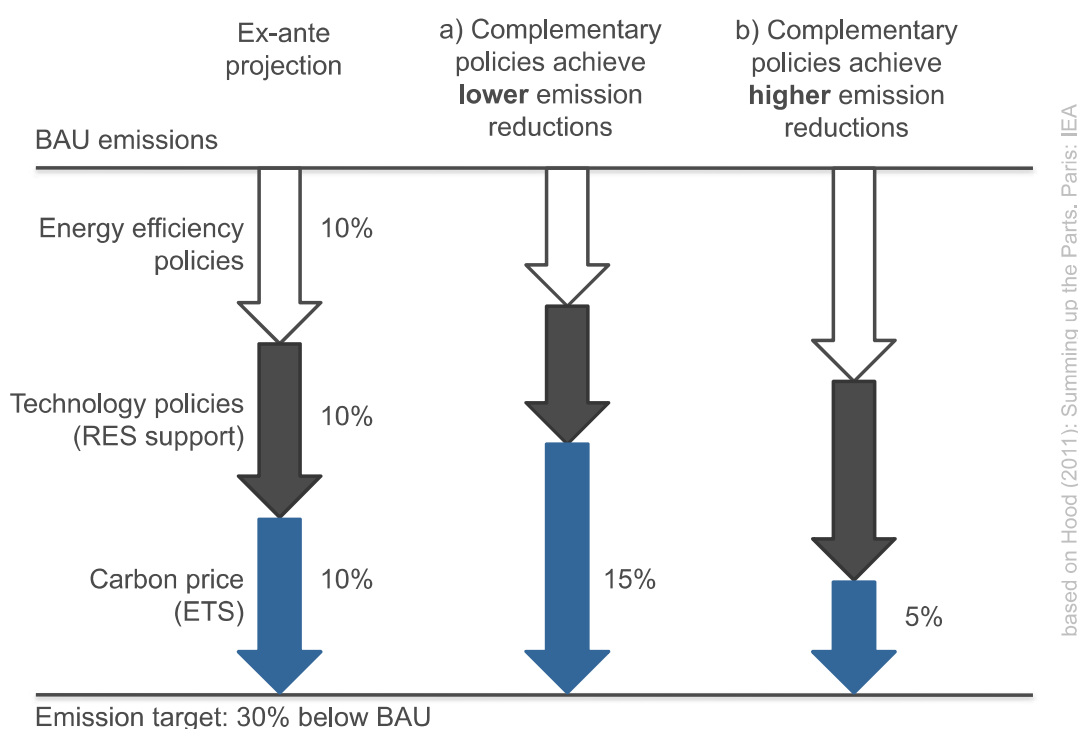 Ex-ante
projection
a) Complementary
policies achieve
lower emission
reductions
b) Complementary
policies achieve
higher emission
reductions
BAU emissions
Energy efficiency
policies
10%
Technology policies
(RES support)
10%
Carbon price
(ETS)
10%
15%
5%
Emission target: 30% below BAU
based on Hood (2011): Summing up the Parts, Paris: IEA